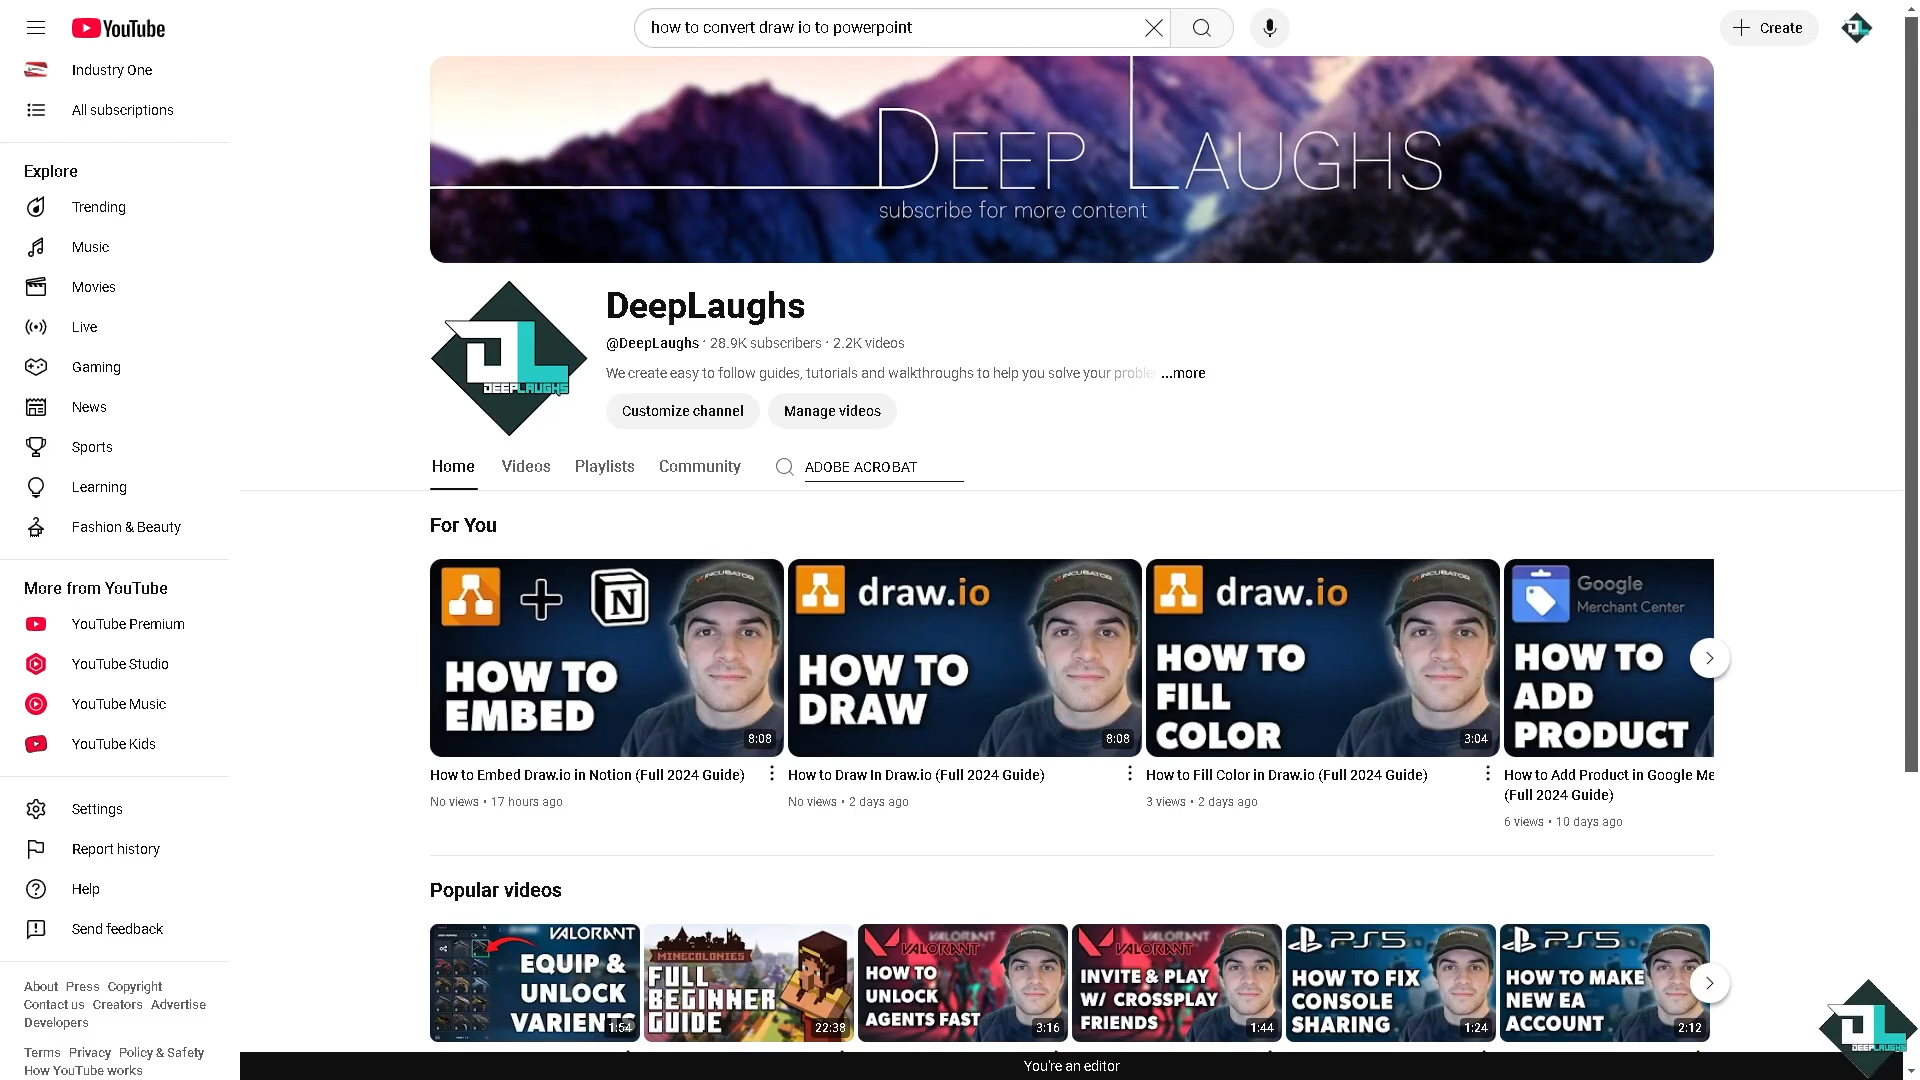 YouTube
how to convert draw io to powerpoint
Create
Industry One
All subscriptions
Explore
Trending
Music
Movies
Live
Gaming
News
Sports
Learning
Fashion & Beauty
More from YouTube
YouTube Premium
YouTube Studio
YouTube Music
YouTube Kids
Settings
Report history
Help
Send feedback
About Press Copyright
Contact us Creators Advertise
Developers
Terms Privacy Policy & Safety
How YouTube works
DEEP LAUGHS
subscribe for more content
DEEPLAUGHS
DeepLaughs
@DeepLaughs · 28.9K subscribers · 2.2K videos
We create easy to follow guides, tutorials and walkthroughs to help you solve your proble ...more
Customize channel
Manage videos
Home
Videos
Playlists
Community
ADOBE ACROBAT
For You
HOW TO
EMBED
8:08
How to Embed Draw.io in Notion (Full 2024 Guide)
No views • 17 hours ago
draw.io
HOW TO
DRAW
8:08
How to Draw In Draw.io (Full 2024 Guide)
No views • 2 days ago
draw.io
HOW TO
FILL
COLOR
3:04
How to Fill Color in Draw.io (Full 2024 Guide)
3 views • 2 days ago
Google
Merchant Center
HOW TO
ADD
PRODUCT
How to Add Product in Google Me
(Full 2024 Guide)
6 views • 10 days ago
Popular videos
VALORANT
EQUIP &
UNLOCK
VARIENTS
1:54
MINECOLONIES
FULL
BEGINNER
GUIDE
22:38
VALORANT
HOW TO
UNLOCK
AGENTS FAST
3:16
VALORANT
INVITE & PLAY
W/ CROSSPLAY
FRIENDS
1:44
PS5
HOW TO FIX
CONSOLE
SHARING
1:24
PS5
HOW TO MAKE
NEW EA
ACCOUNT
2:12
You're an editor
DEEPLAUGHS